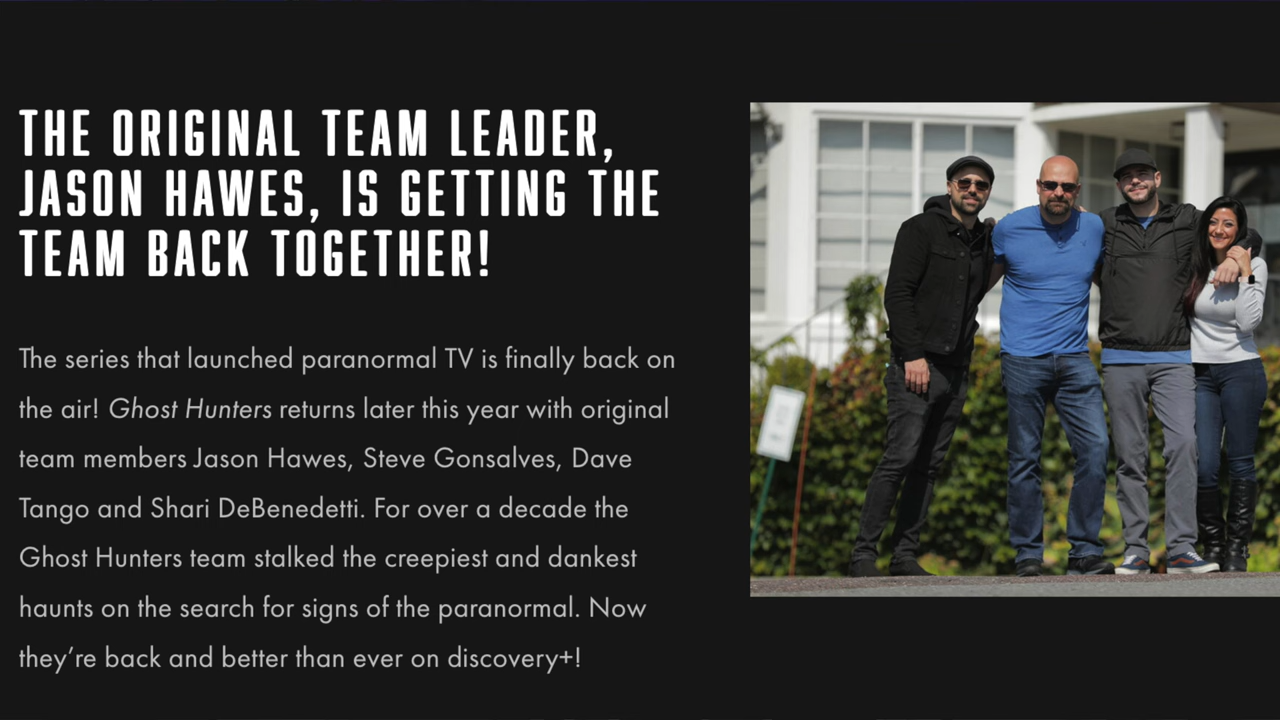 THE ORIGINAL TEAM LEADER,
JASON HAWES, IS GETTING THE
TEAM BACK TOGETHER!
The series that launched paranormal TV is finally back on
the air! Ghost Hunters returns later this year with original
team members Jason Hawes, Steve Gonsalves, Dave
Tango and Shari DeBenedetti. For over a decade the
Ghost Hunters team stalked the creepiest and dankest
haunts on the search for signs of the paranormal. Now
they’re back and better than ever on discovery+!